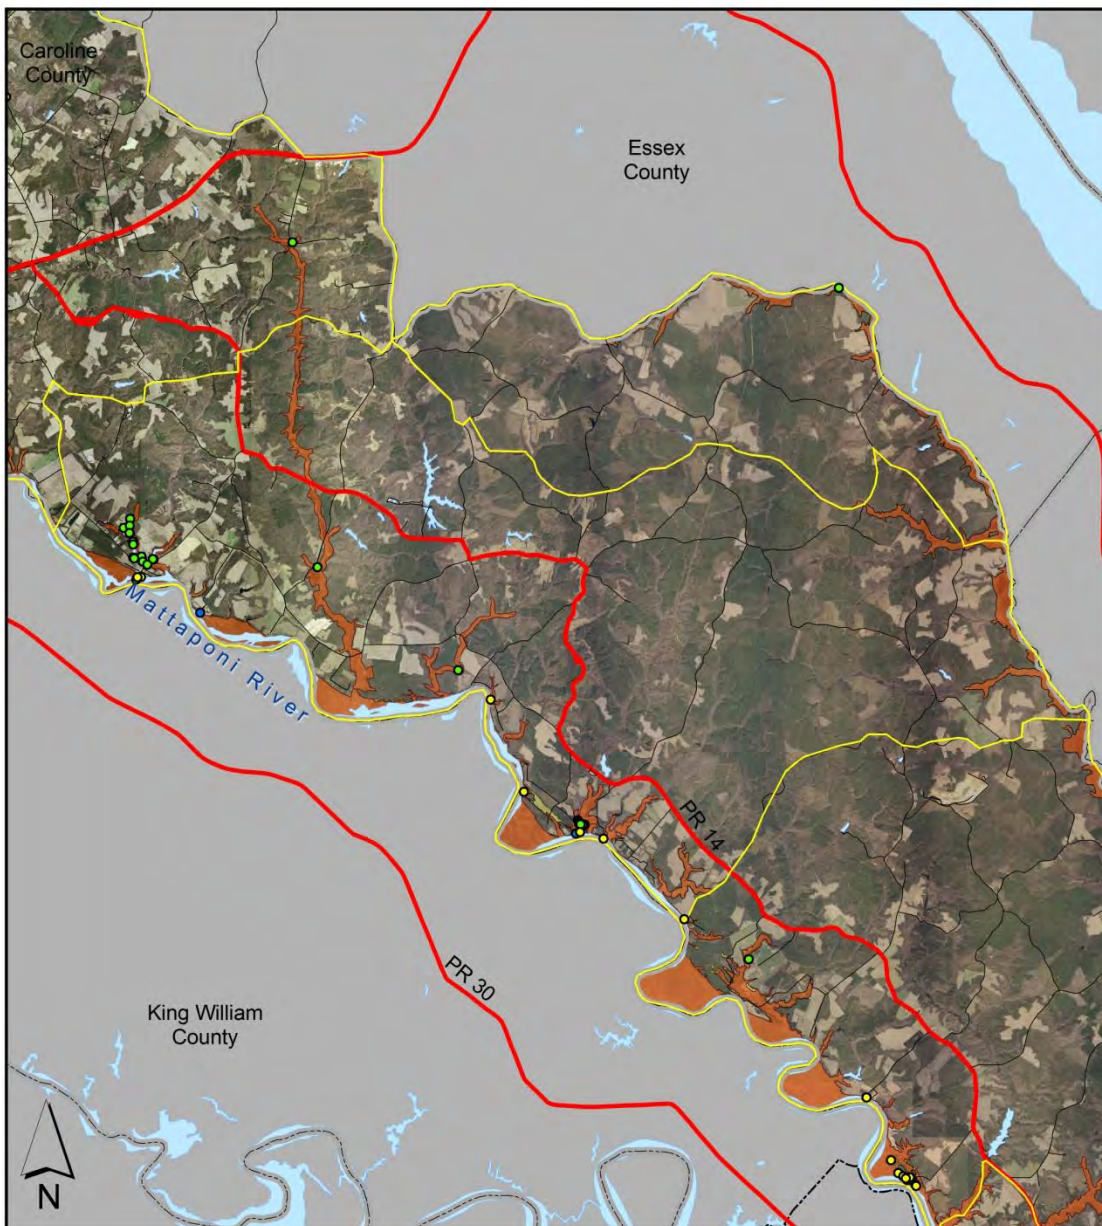 Caroline
County
Essex
County
Mattaponi River
PR 14
PR 30
King William
County
N